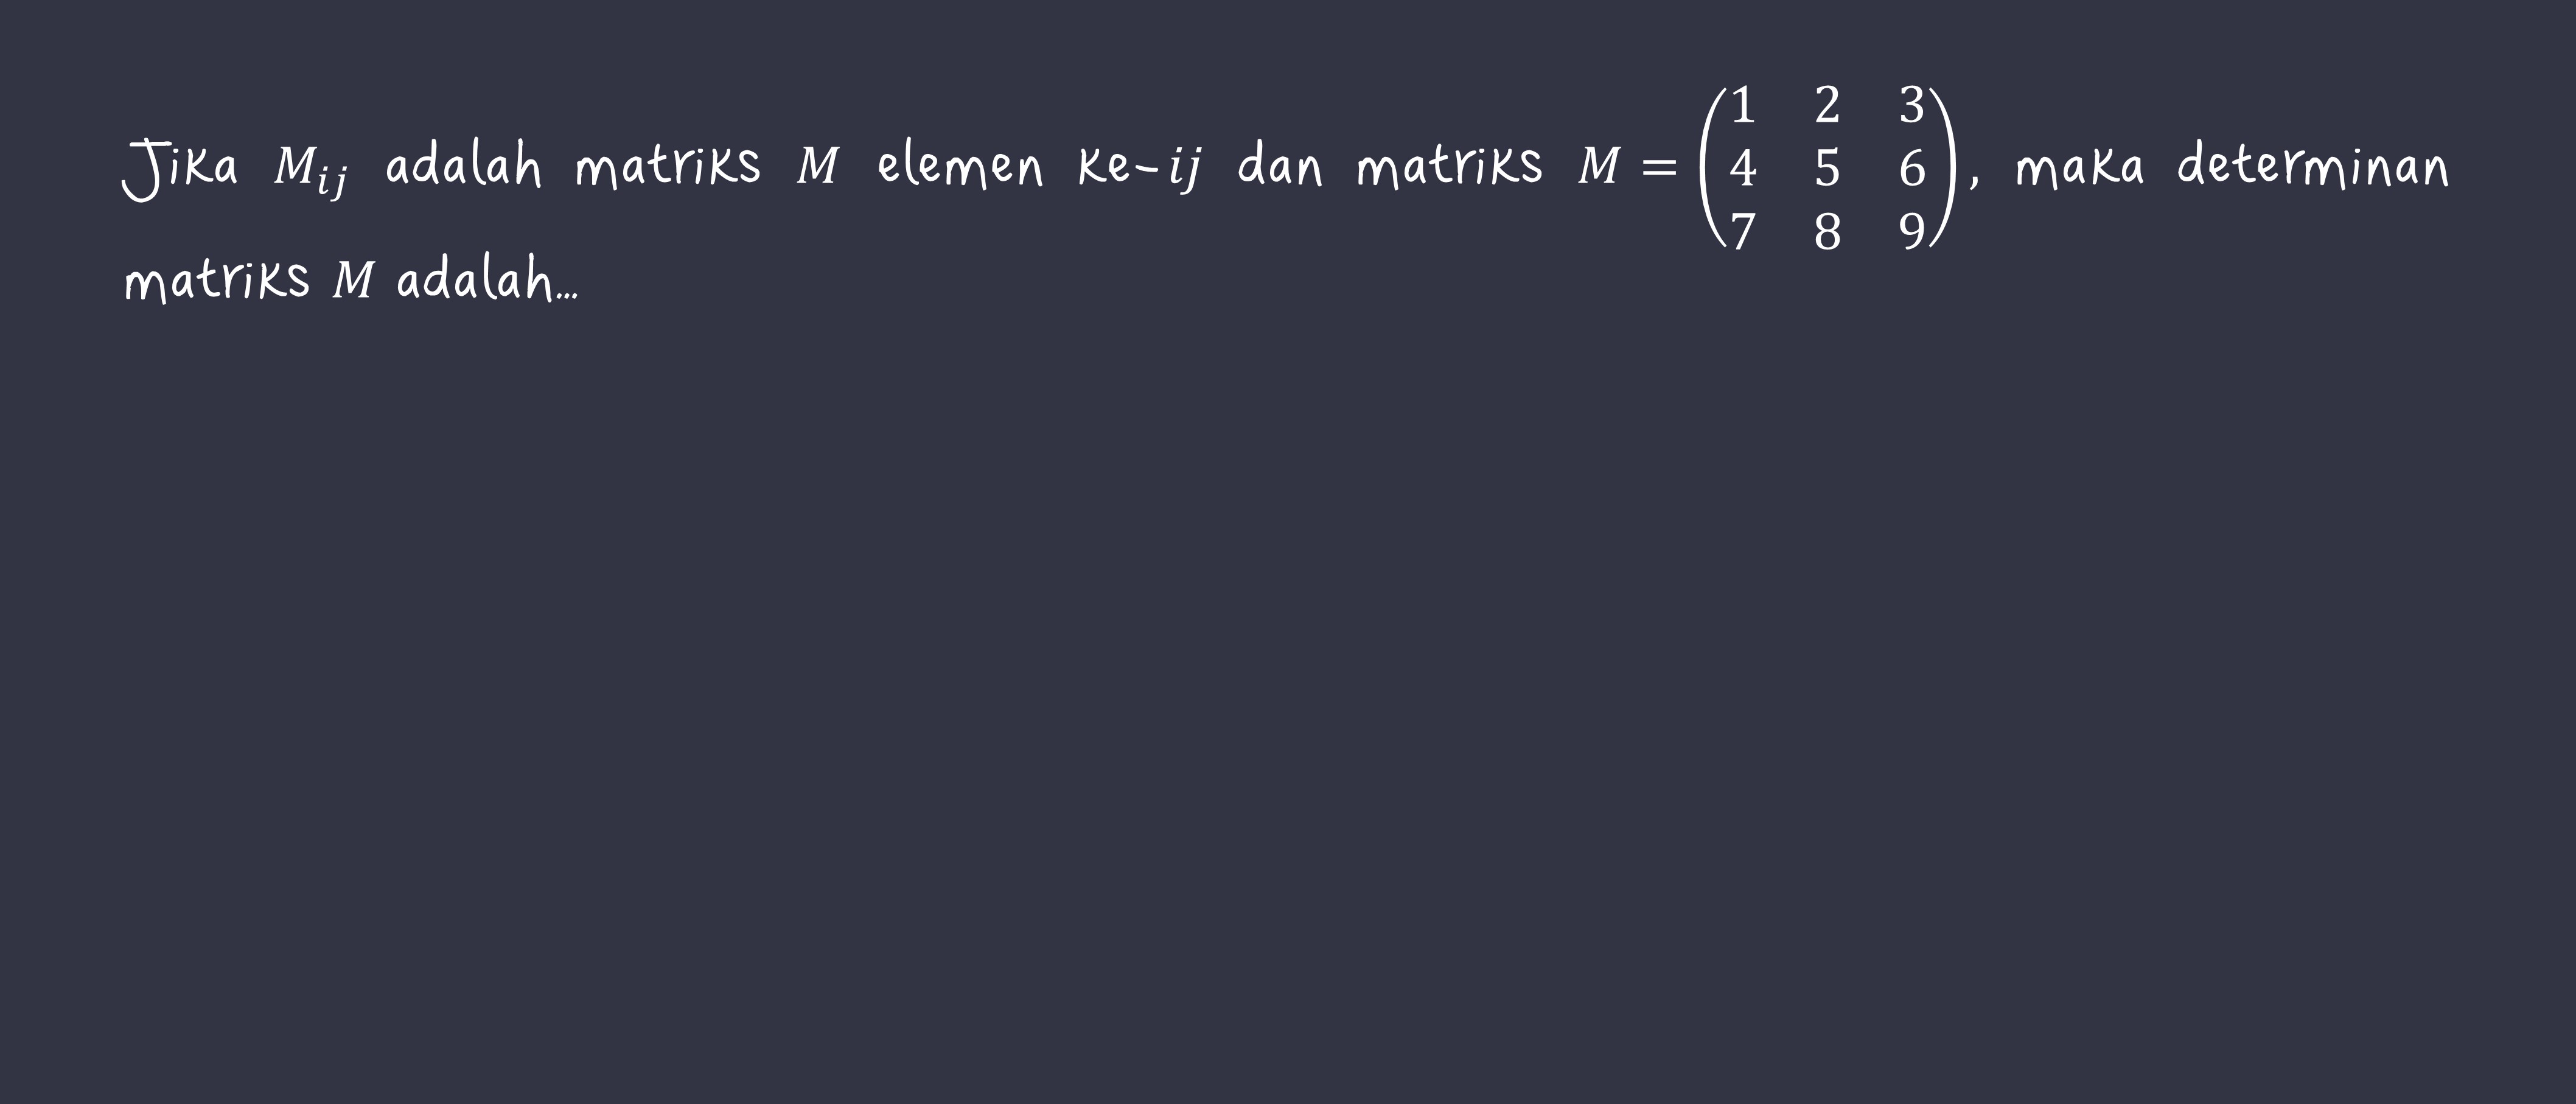 Jika $M_{ij}$ adalah matriks $M$ elemen ke-$ij$ dan matriks $M = \begin{pmatrix} 1 & 2 & 3 \\ 4 & 5 & 6 \\ 7 & 8 & 9 \end{pmatrix}$, maka determinan
matriks $M$ adalah...